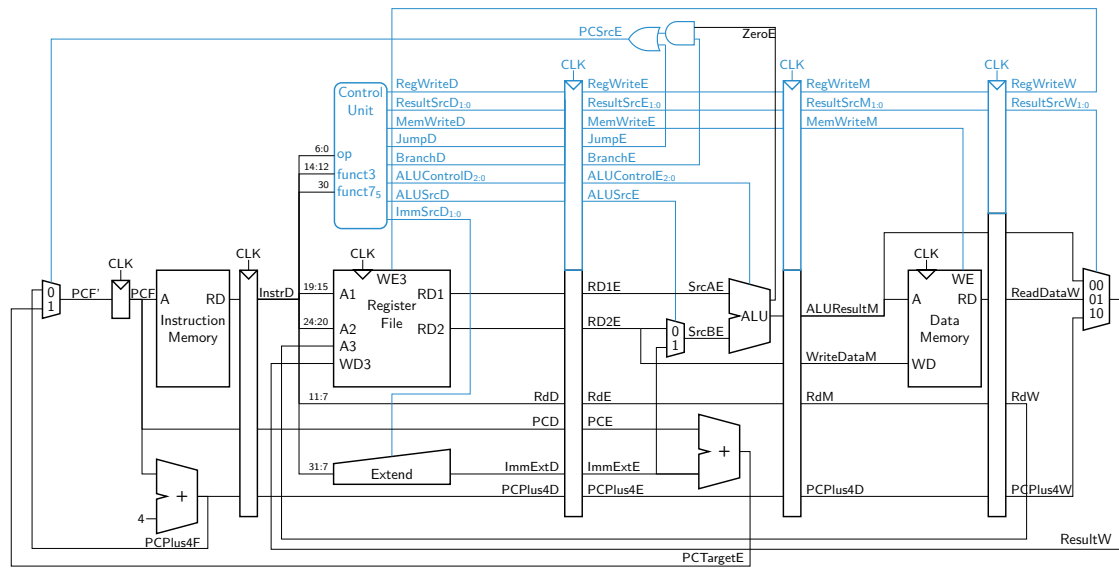 PCSrcE
ZeroE
CLK
CLK
CLK
Control
Unit
RegWriteD
RegWriteE
RegWriteM
RegWriteW
ResultSrcD1:0
ResultSrcE1:0
ResultSrcM1:0
ResultSrcW1:0
MemWriteD
MemWriteE
MemWriteM
JumpD
JumpE
6:0
op
BranchD
BranchE
14:12
funct3
ALUControlD2:0
ALUControlE2:0
30
funct75
ALUSrcD
ALUSrcE
ImmSrcD1:0
CLK
CLK
CLK
CLK
WE3
WE
0
1
PCF'
PCF
A
RD
Instruction
Memory
InstrD
19:15
A1
RD1
Register
File
RD1E
SrcAE
24:20
A2
RD2
RD2E
A3
WD3
0
1
SrcBE
ALU
ALUResultM
A
RD
Data
Memory
WD
WriteDataM
ReadDataW
00
01
10
11:7
RdD
RdE
RdM
RdW
PCD
PCE
+
31:7
Extend
ImmExtD
ImmExtE
+
4
PCPlus4D
PCPlus4E
PCPlus4D
PCPlus4W
PCPlus4F
ResultW
PCTargetE